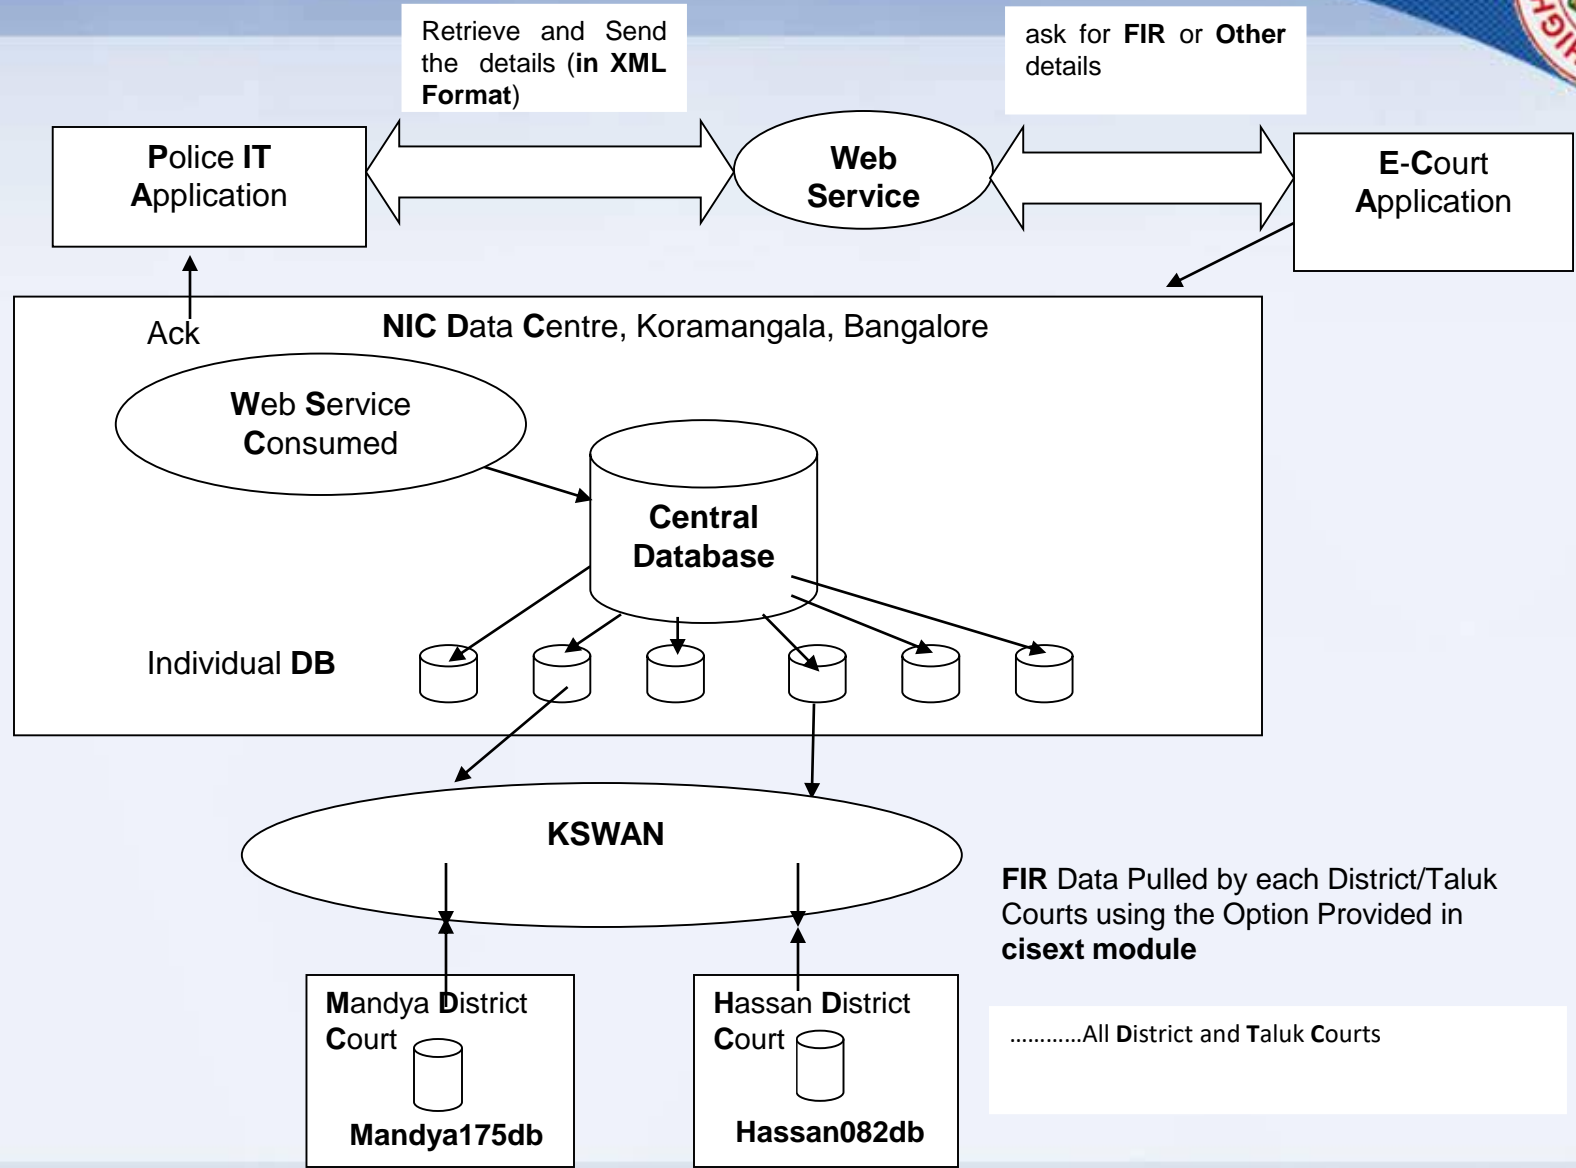 Retrieve and Send
the details (in XML
Format)
ask for FIR or Other
details
Police IT
Application
Web
Service
E-Court
Application
Ack
NIC Data Centre, Koramangala, Bangalore
Web Service
Consumed
Central
Database
Individual DB
KSWAN
FIR Data Pulled by each District/Taluk
Courts using the Option Provided in
cisext module
Mandya District
Court
Mandya175db
Hassan District
Court
Hassan082db
............All District and Taluk Courts